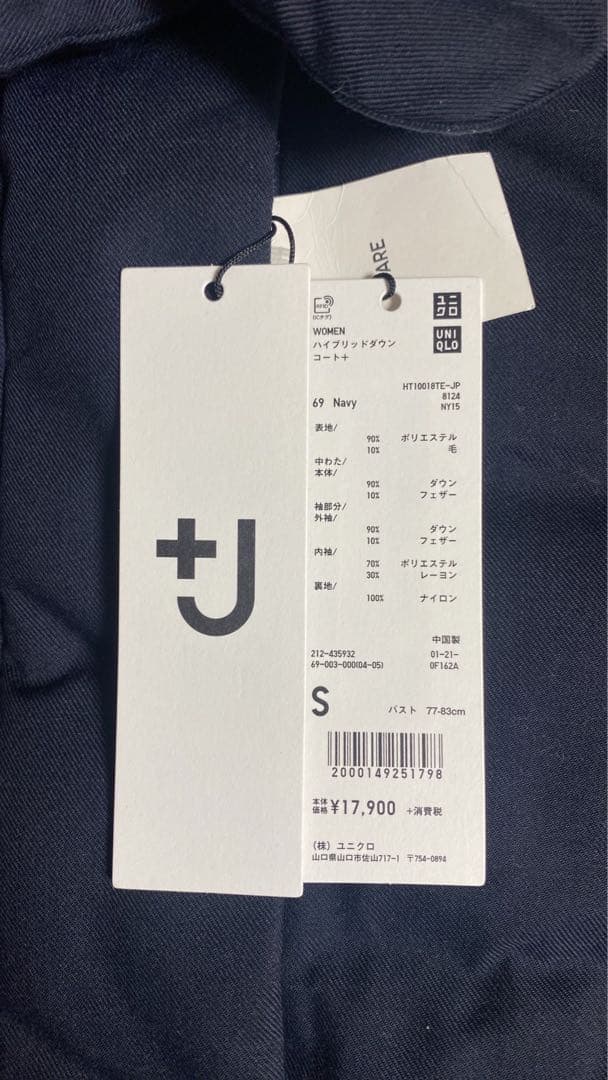 ARE
+J
RFID
(ICタグ)
ユニ
クロ
UNI
QLO
WOMEN
ハイブリッドダウン
コート+
HT10018TE-JP
69 Navy
8124
NY15
表地/
90% ポリエステル
10% 毛
中わた/
本体/
90% ダウン
10% フェザー
袖部分/
外袖/
90% ダウン
10% フェザー
内袖/
70% ポリエステル
30% レーヨン
裏地/
100% ナイロン
中国製
212-435932 01-21-
69-003-000(04-05) 0F162A
S バスト 77-83cm
2000149251798
本体
価格 ¥17,900 +消費税
(株) ユニクロ
山口県山口市佐山717-1 〒754-0894